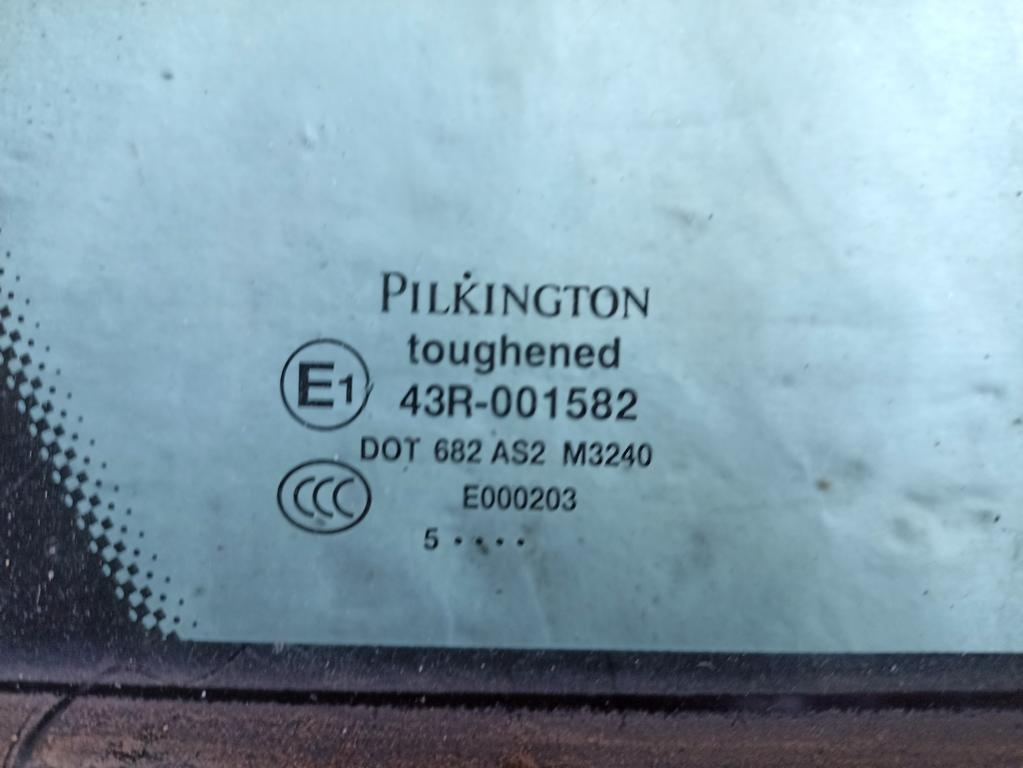 PILKINGTON
toughened
E1 43R-001582
DOT 682 AS2 M3240
CCC E000203
5 ····